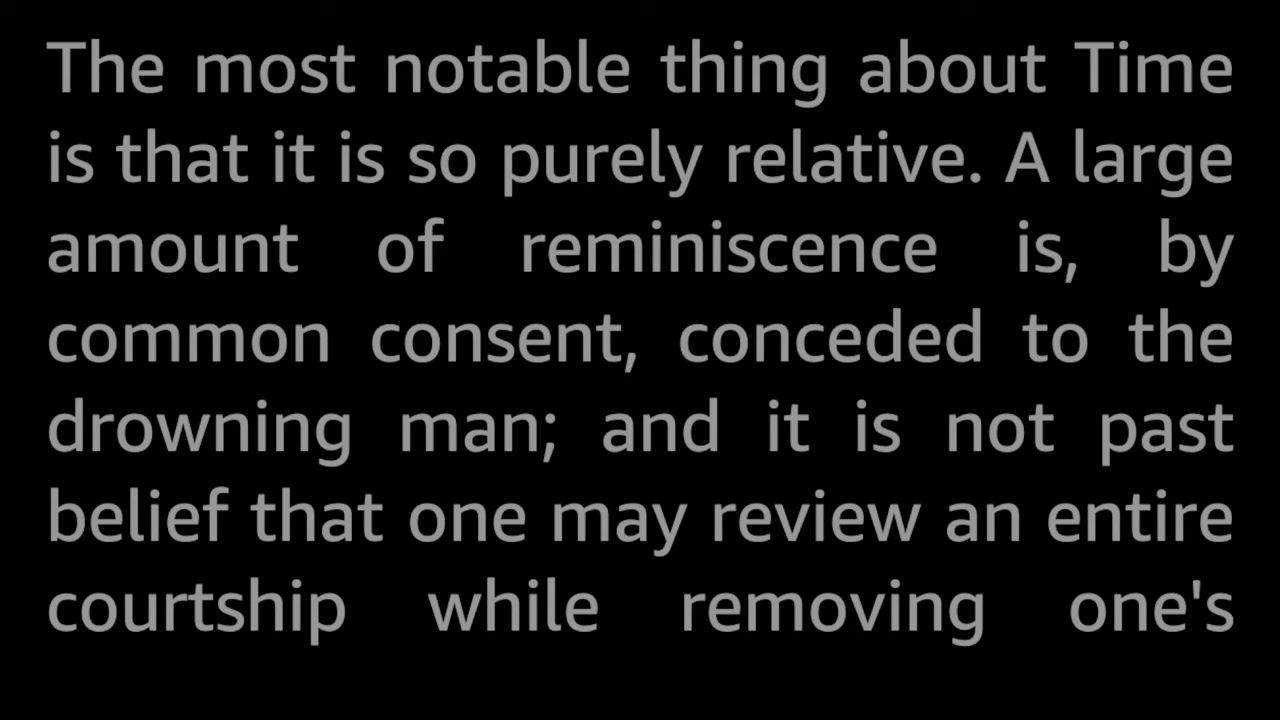 The most notable thing about Time
is that it is so purely relative. A large
amount of reminiscence is, by
common consent, conceded to the
drowning man; and it is not past
belief that one may review an entire
courtship while removing one's